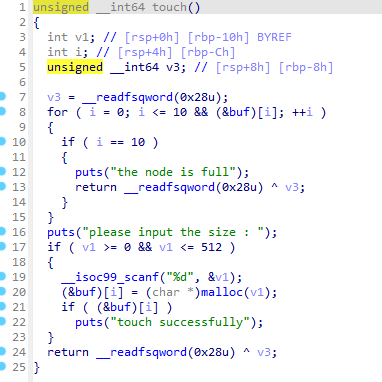 1 unsigned __int64 touch()
2 {
3 int v1; // [rsp+0h] [rbp-10h] BYREF
4 int i; // [rsp+4h] [rbp-Ch]
5 unsigned __int64 v3; // [rsp+8h] [rbp-8h]
6
7 v3 = __readfsqword(0x28u);
8 for ( i = 0; i <= 10 && (&buf)[i]; ++i )
9 {
10 if ( i == 10 )
11 {
12 puts("the node is full");
13 return __readfsqword(0x28u) ^ v3;
14 }
15 }
16 puts("please input the size : ");
17 if ( v1 >= 0 && v1 <= 512 )
18 {
19 __isoc99_scanf("%d", &v1);
20 (&buf)[i] = (char *)malloc(v1);
21 if ( (&buf)[i] )
22 puts("touch successfully");
23 }
24 return __readfsqword(0x28u) ^ v3;
25 }